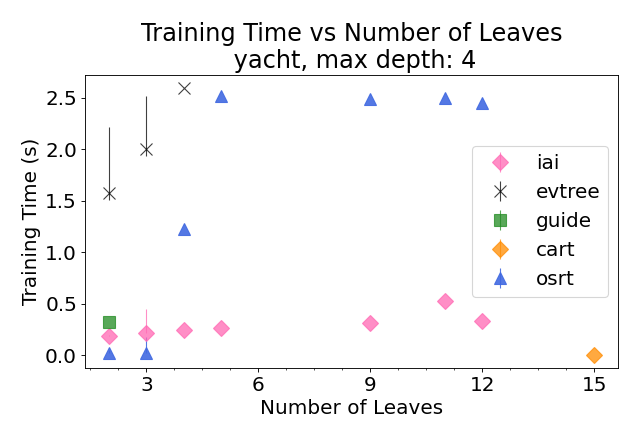 Training Time vs Number of Leaves
yacht, max depth: 4
Training Time (s)
2.5
2.0
1.5
1.0
0.5
0.0
iai
evtree
guide
cart
osrt
3
6
9
12
15
Number of Leaves